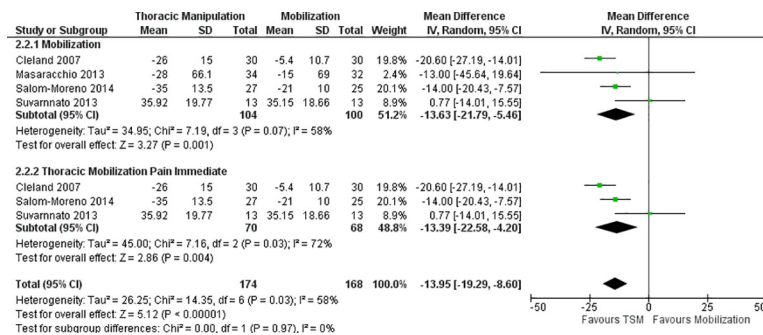 Thoracic Manipulation Mobilization Mean Difference Mean Difference
Study or Subgroup Mean SD Total Mean SD Total Weight IV, Random, 95% CI IV, Random, 95% CI
2.2.1 Mobilization
Cleland 2007 -26 15 30 -5.4 10.7 30 19.8% -20.60 [-27.19, -14.01]
Masaracchio 2013 -28 66.1 34 -15 69 32 2.4% -13.00 [-45.64, 19.64]
Salom-Moreno 2014 -35 13.5 27 -21 10 25 20.1% -14.00 [-20.43, -7.57]
Suvarnnato 2013 35.92 19.77 13 35.15 18.66 13 8.9% 0.77 [-14.01, 15.55]
Subtotal (95% CI) 104 100 51.2% -13.63 [-21.79, -5.46]
Heterogeneity: Tau² = 34.95; Chi² = 7.19, df = 3 (P = 0.07); I² = 58%
Test for overall effect: Z = 3.27 (P = 0.001)
2.2.2 Thoracic Mobilization Pain Immediate
Cleland 2007 -26 15 30 -5.4 10.7 30 19.8% -20.60 [-27.19, -14.01]
Salom-Moreno 2014 -35 13.5 27 -21 10 25 20.1% -14.00 [-20.43, -7.57]
Suvarnnato 2013 35.92 19.77 13 35.15 18.66 13 8.9% 0.77 [-14.01, 15.55]
Subtotal (95% CI) 70 68 48.8% -13.39 [-22.58, -4.20]
Heterogeneity: Tau² = 45.00; Chi² = 7.16, df = 2 (P = 0.03); I² = 72%
Test for overall effect: Z = 2.86 (P = 0.004)
Total (95% CI) 174 168 100.0% -13.95 [-19.29, -8.60]
Heterogeneity: Tau² = 26.25; Chi² = 14.35, df = 6 (P = 0.03); I² = 58%
Test for overall effect: Z = 5.12 (P < 0.00001)
Test for subgroup differences: Chi² = 0.00, df = 1 (P = 0.97), I² = 0%
-50 -25 0 25 50
Favours TSM Favours Mobilization